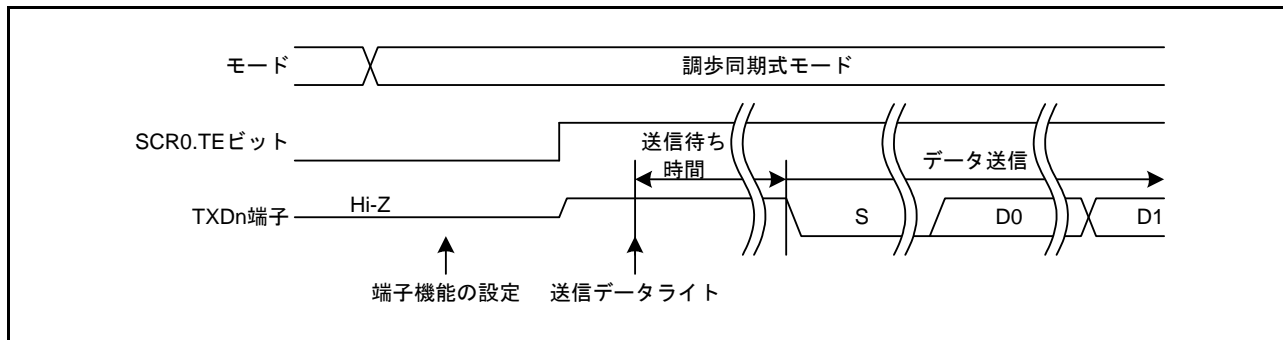 モード
調歩同期式モード
SCR0.TEビット
送信待ち
時間
データ送信
TXDn端子
Hi-Z
S
D0
D1
端子機能の設定
送信データライト